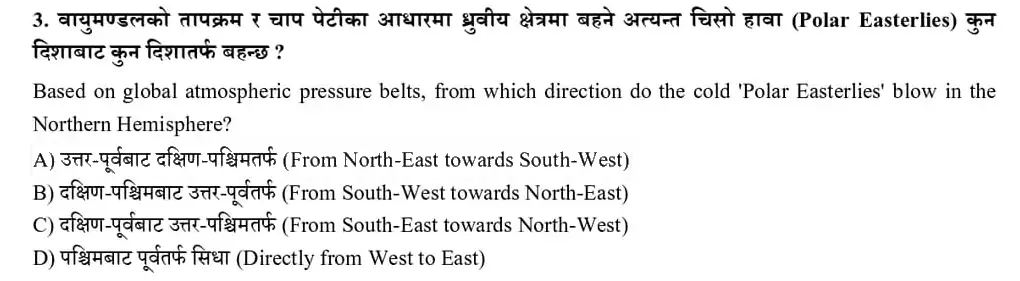 3. वायुमण्डलको तापक्रम र चाप पेटीका आधारमा ध्रुवीय क्षेत्रमा बहने अत्यन्त चिसो हावा (Polar Easterlies) कुन
दिशाबाट कुन दिशातर्फ बहन्छ ?
Based on global atmospheric pressure belts, from which direction do the cold 'Polar Easterlies' blow in the
Northern Hemisphere?
A) उत्तर-पूर्वबाट दक्षिण-पश्चिमतर्फ (From North-East towards South-West)
B) दक्षिण-पश्चिमबाट उत्तर-पूर्वतर्फ (From South-West towards North-East)
C) दक्षिण-पूर्वबाट उत्तर-पश्चिमतर्फ (From South-East towards North-West)
D) पश्चिमबाट पूर्वतर्फ सिधा (Directly from West to East)